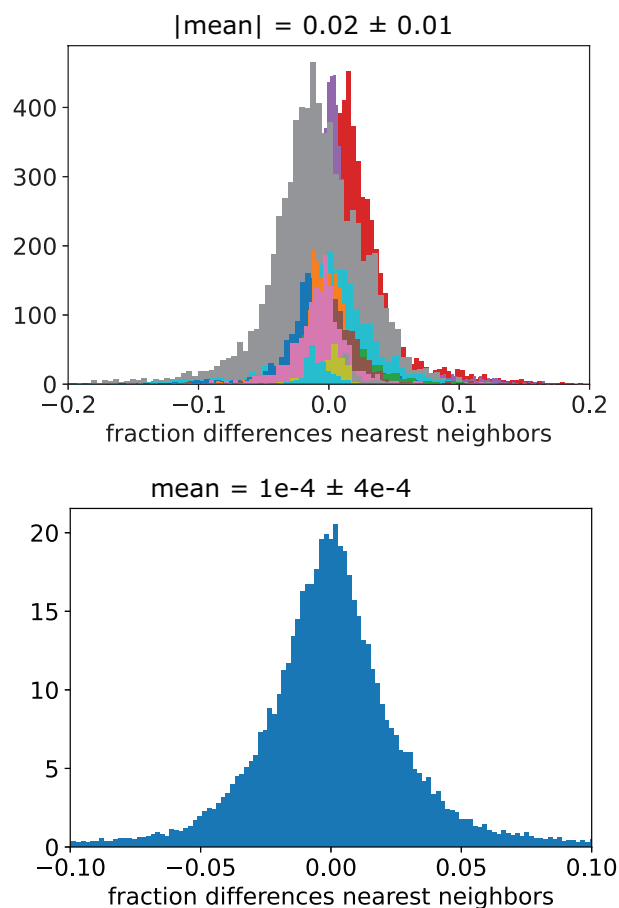 |mean| = 0.02 ± 0.01
400
300
200
100
0
−0.2 −0.1 0.0 0.1 0.2
fraction differences nearest neighbors
mean = 1e-4 ± 4e-4
20
15
10
5
0
−0.10 −0.05 0.00 0.05 0.10
fraction differences nearest neighbors